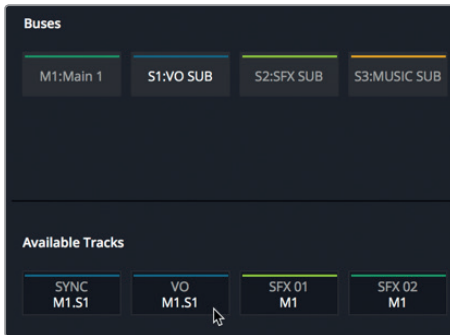 Buses
M1:Main 1 S1:VO SUB S2:SFX SUB S3:MUSIC SUB
Available Tracks
SYNC VO SFX 01 SFX 02
M1.S1 M1.S1 M1 M1